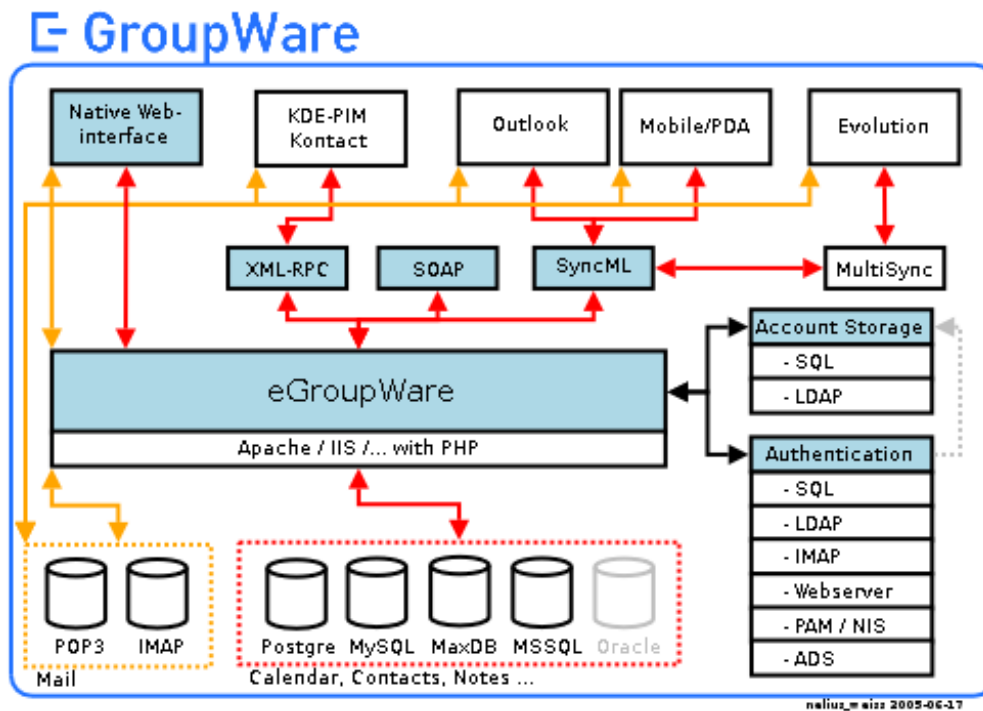 E- GroupWare
Native Web-
interface
KDE-PIM
Kontact
Outlook
Mobile/PDA
Evolution
XML-RPC
SOAP
SyncML
MultiSync
eGroupWare
Apache / IIS /... with PHP
Account Storage
- SQL
- LDAP
Authentication
- SQL
- LDAP
- IMAP
- Webserver
- PAM / NIS
- ADS
POP3
IMAP
Mail
Postgre
MySQL
MaxDB
MSSQL
Oracle
Calendar, Contacts, Notes ...
nelius_weiss 2005-06-17